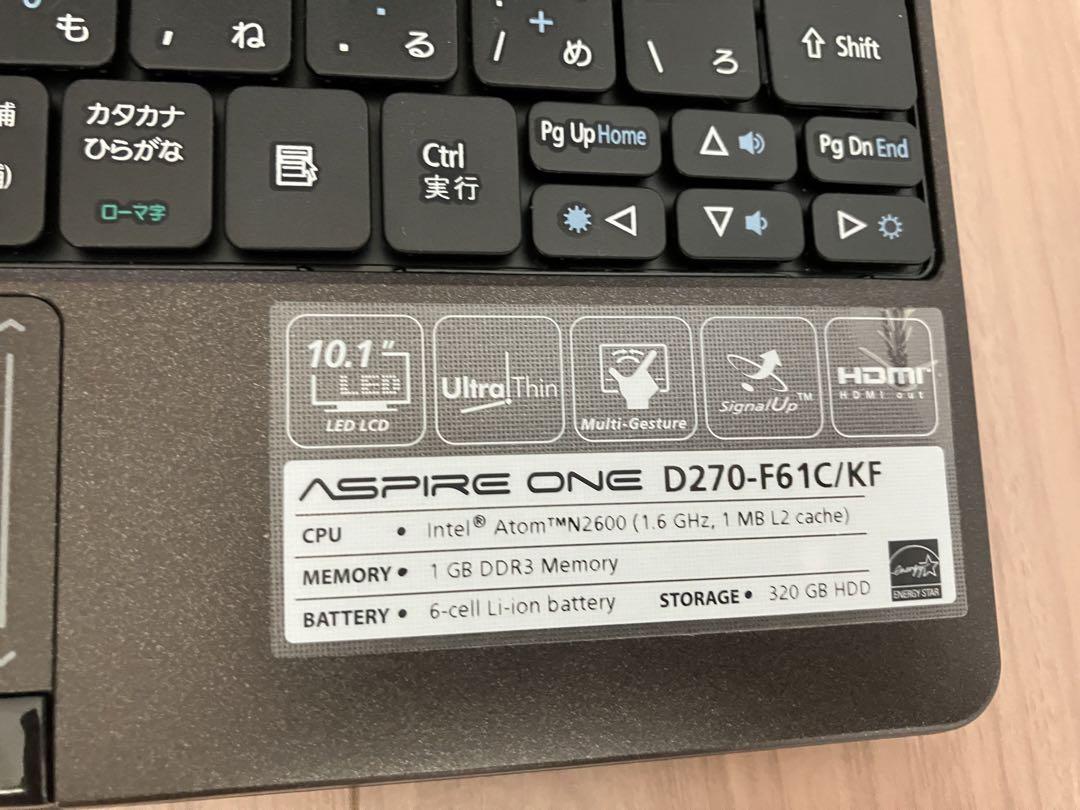 も
, ね
. る
+ / め
\ ろ
⇧ Shift
カタカナ
ひらがな
ローマ字
Ctrl
実行
Pg Up Home
Pg Dn End
10.1"
LED
LED LCD
Ultra Thin
Multi-Gesture
SignalUp™
HDMI
HDMI out
ASPIRE ONE D270-F61C/KF
CPU • Intel® Atom™N2600 (1.6 GHz, 1 MB L2 cache)
MEMORY • 1 GB DDR3 Memory
BATTERY • 6-cell Li-ion battery STORAGE • 320 GB HDD
energy
ENERGY STAR